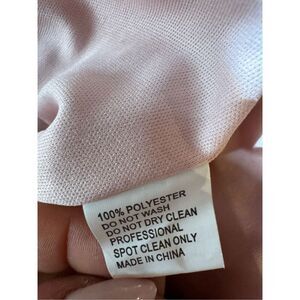 100% POLYESTER
DO NOT WASH
DO NOT DRY CLEAN
PROFESSIONAL
SPOT CLEAN ONLY
MADE IN CHINA